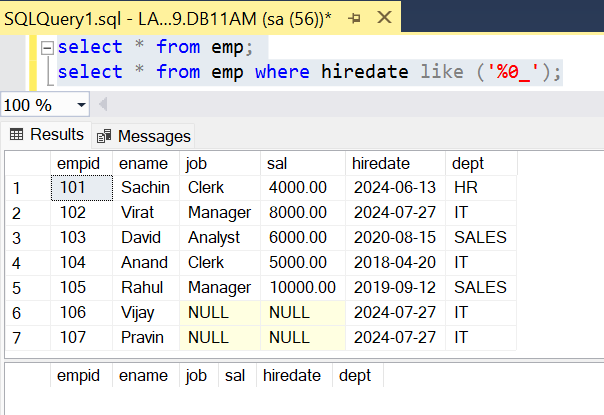 SQLQuery1.sql - LA...9.DB11AM (sa (56))*
select * from emp;
select * from emp where hiredate like ('%0_');
100 %
Results Messages
empid ename job sal hiredate dept
1 101 Sachin Clerk 4000.00 2024-06-13 HR
2 102 Virat Manager 8000.00 2024-07-27 IT
3 103 David Analyst 6000.00 2020-08-15 SALES
4 104 Anand Clerk 5000.00 2018-04-20 IT
5 105 Rahul Manager 10000.00 2019-09-12 SALES
6 106 Vijay NULL NULL 2024-07-27 IT
7 107 Pravin NULL NULL 2024-07-27 IT
empid ename job sal hiredate dept